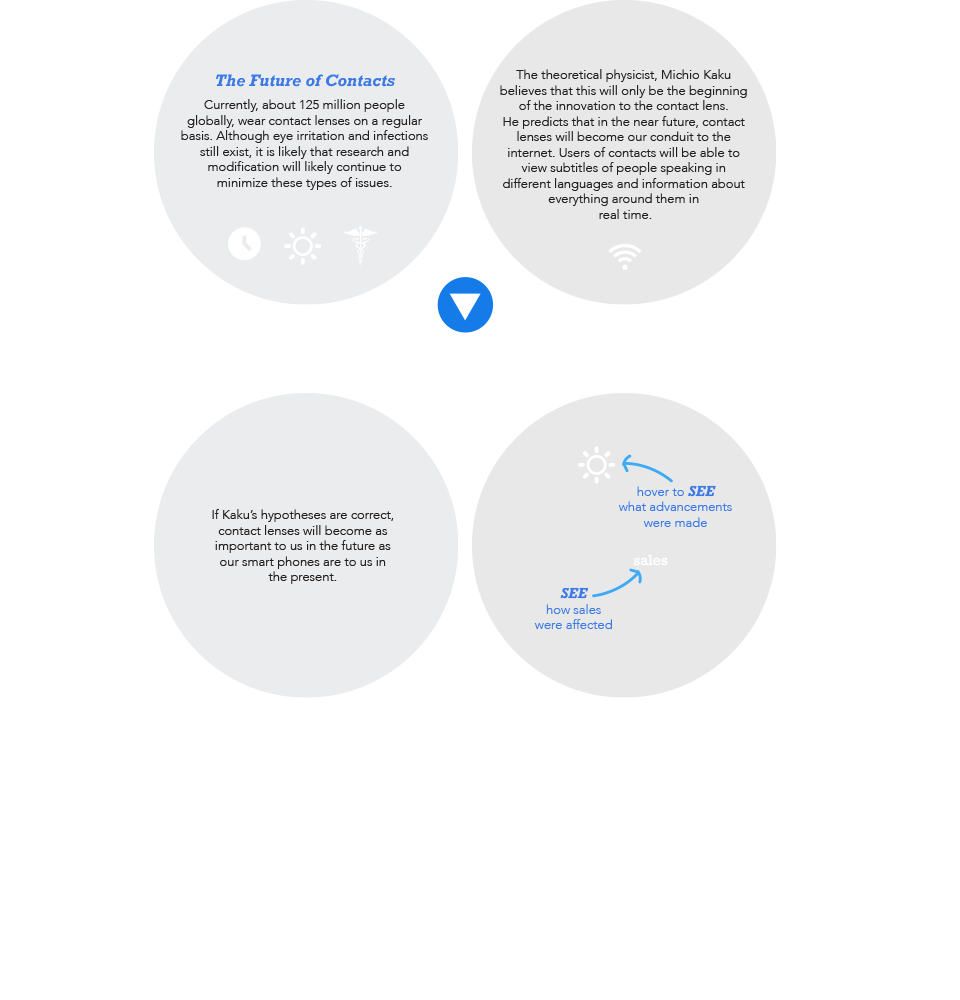 The Future of Contacts
Currently, about 125 million people
globally, wear contact lenses on a regular
basis. Although eye irritation and infections
still exist, it is likely that research and
modification will likely continue to
minimize these types of issues.
The theoretical physicist, Michio Kaku
believes that this will only be the beginning
of the innovation to the contact lens.
He predicts that in the near future, contact
lenses will become our conduit to the
internet. Users of contacts will be able to
view subtitles of people speaking in
different languages and information about
everything around them in
real time.
If Kaku’s hypotheses are correct,
contact lenses will become as
important to us in the future as
our smart phones are to us in
the present.
hover to SEE
what advancements
were made
sales
SEE
how sales
were affected